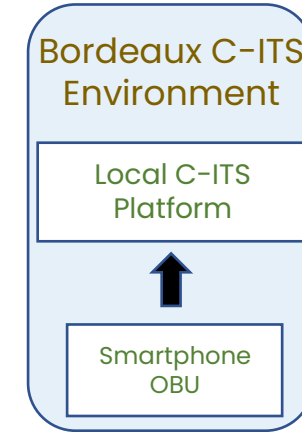 Bordeaux C-ITS
Environment
Local C-ITS
Platform
Smartphone
OBU